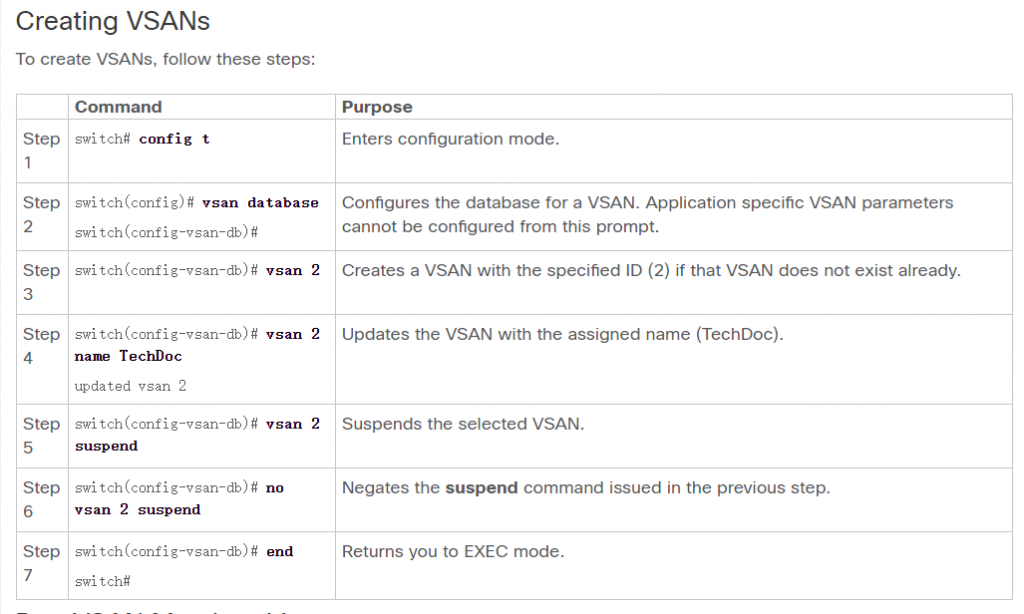 Creating VSANs
To create VSANs, follow these steps:
Command Purpose
Step 1 switch# config t Enters configuration mode.
Step 2 switch(config)# vsan database
switch(config-vsan-db)#
Configures the database for a VSAN. Application specific VSAN parameters
cannot be configured from this prompt.
Step 3 switch(config-vsan-db)# vsan 2 Creates a VSAN with the specified ID (2) if that VSAN does not exist already.
Step 4 switch(config-vsan-db)# vsan 2
name TechDoc
updated vsan 2
Updates the VSAN with the assigned name (TechDoc).
Step 5 switch(config-vsan-db)# vsan 2
suspend
Suspends the selected VSAN.
Step 6 switch(config-vsan-db)# no
vsan 2 suspend
Negates the suspend command issued in the previous step.
Step 7 switch(config-vsan-db)# end
switch#
Returns you to EXEC mode.